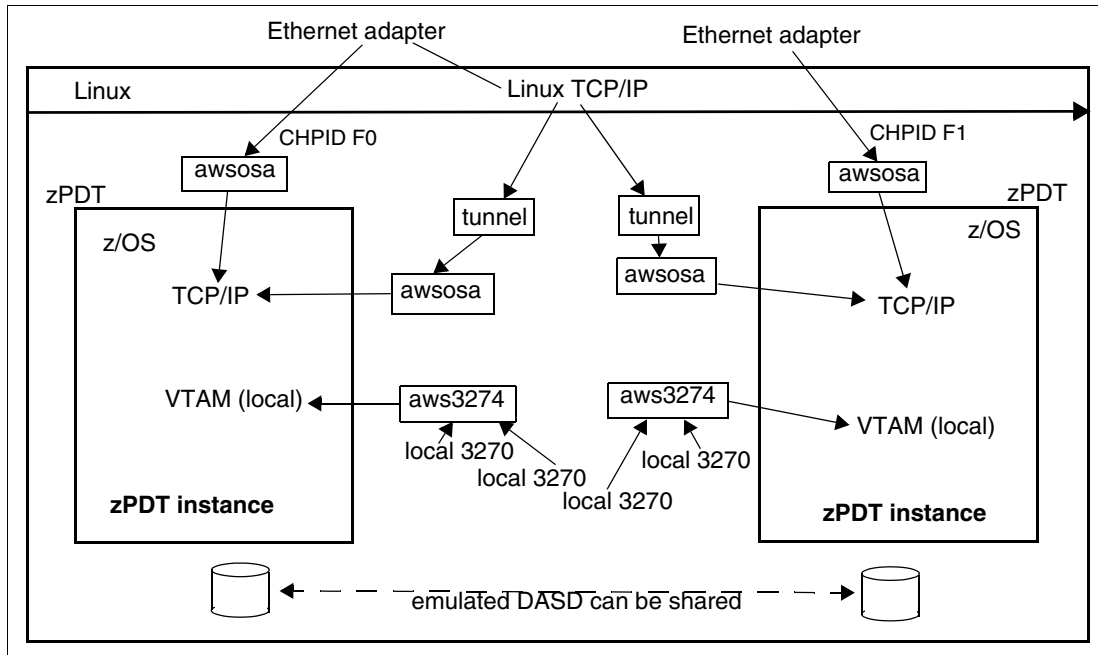 Ethernet adapter
Ethernet adapter
Linux
Linux TCP/IP
CHPID F0
CHPID F1
awsosa
awsosa
zPDT
zPDT
tunnel
tunnel
z/OS
z/OS
awsosa
awsosa
TCP/IP
TCP/IP
VTAM (local)
aws3274
aws3274
VTAM (local)
local 3270
local 3270
local 3270
local 3270
zPDT instance
zPDT instance
emulated DASD can be shared